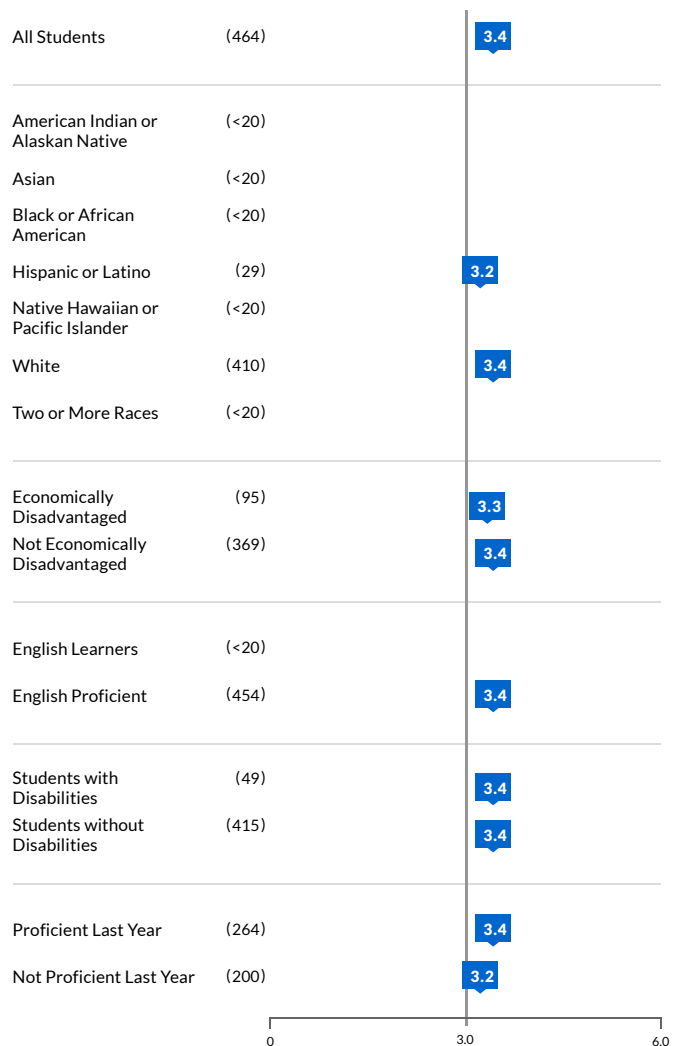 All Students (464) 3.4
American Indian or (<20)
Alaskan Native
Asian (<20)
Black or African (<20)
American
Hispanic or Latino (29) 3.2
Native Hawaiian or (<20)
Pacific Islander
White (410) 3.4
Two or More Races (<20)
Economically (95) 3.3
Disadvantaged
Not Economically (369) 3.4
Disadvantaged
English Learners (<20)
English Proficient (454) 3.4
Students with (49) 3.4
Disabilities
Students without (415) 3.4
Disabilities
Proficient Last Year (264) 3.4
Not Proficient Last Year (200) 3.2
0 3.0 6.0